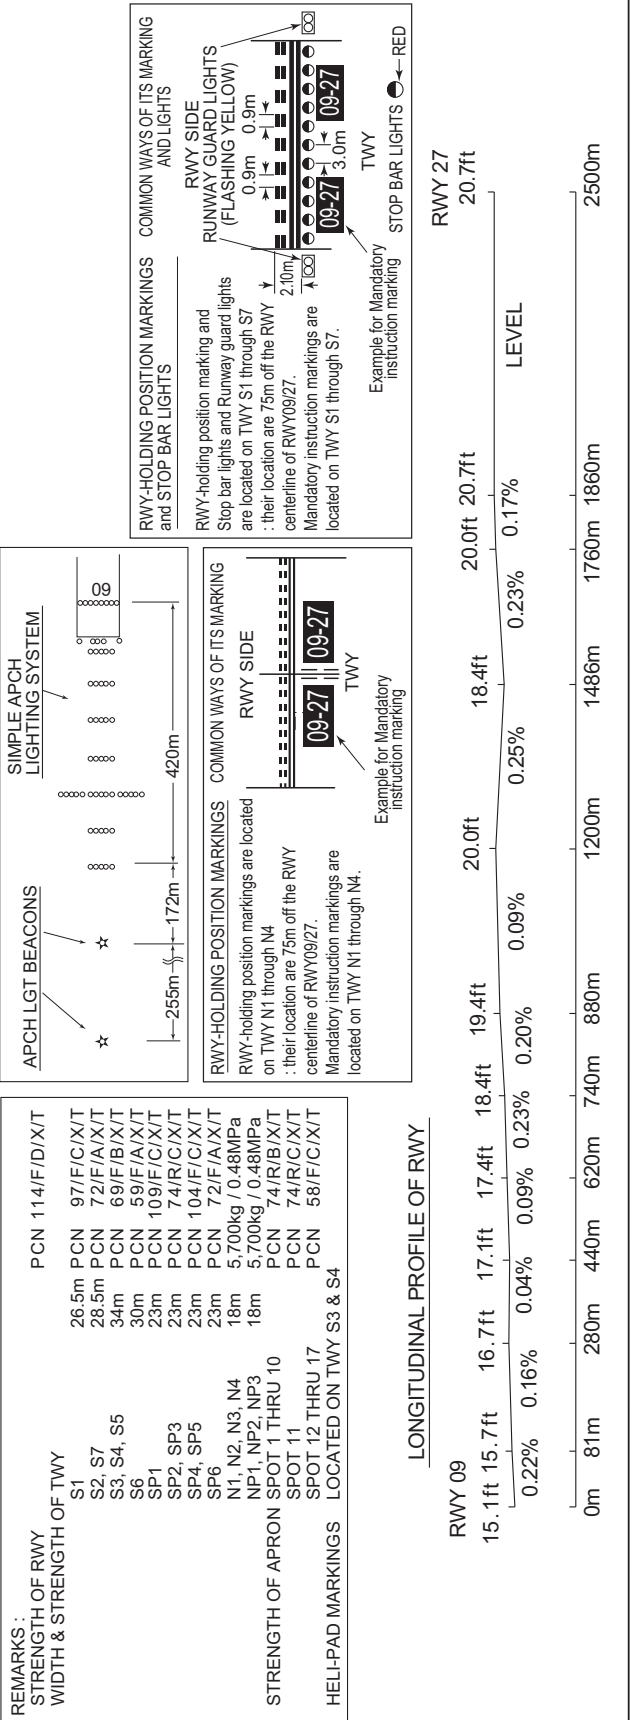 REMARKS :
STRENGTH OF RWY PCN 114/F/D/X/T
WIDTH & STRENGTH OF TWY
S1 26.5m PCN 97/F/C/X/T
S2, S7 28.5m PCN 72/F/A/X/T
S3, S4, S5 34m PCN 69/F/B/X/T
S6 30m PCN 59/F/A/X/T
SP1 23m PCN 109/F/C/X/T
SP2, SP3 23m PCN 74/R/C/X/T
SP4, SP5 23m PCN 104/F/C/X/T
SP6 23m PCN 72/F/A/X/T
N1, N2, N3, N4 18m 5,700kg / 0.48MPa
NP1, NP2, NP3 18m 5,700kg / 0.48MPa
STRENGTH OF APRON SPOT 1 THRU 10 PCN 74/R/B/X/T
SPOT 11 PCN 74/R/C/X/T
SPOT 12 THRU 17 PCN 58/F/C/X/T
HELI-PAD MARKINGS LOCATED ON TWY S3 & S4
APCH LGT BEACONS
SIMPLE APCH
LIGHTING SYSTEM
09
255m
172m
420m
RWY-HOLDING POSITION MARKINGS
RWY-holding position markings are located
on TWY N1 through N4
: their location are 75m off the RWY
centerline of RWY09/27.
Mandatory instruction markings are
located on TWY N1 through N4.
COMMON WAYS OF ITS MARKING
RWY SIDE
09-27 09-27
TWY
Example for Mandatory
instruction marking
RWY-HOLDING POSITION MARKINGS
and STOP BAR LIGHTS
RWY-holding position marking and
Stop bar lights and Runway guard lights
are located on TWY S1 through S7
: their location are 75m off the RWY
centerline of RWY09/27.
Mandatory instruction markings are
located on TWY S1 through S7.
COMMON WAYS OF ITS MARKING
AND LIGHTS
RWY SIDE
RUNWAY GUARD LIGHTS
(FLASHING YELLOW)
0.9m 0.9m
2.10m
09-27 09-27
3.0m
TWY
STOP BAR LIGHTS RED
Example for Mandatory
instruction marking
LONGITUDINAL PROFILE OF RWY
RWY 09 RWY 27
15.1ft 15.7ft 16.7ft 17.1ft 17.4ft 18.4ft 19.4ft 20.0ft 18.4ft 20.0ft 20.7ft 20.7ft
0.22% 0.16% 0.04% 0.09% 0.23% 0.20% 0.09% 0.25% 0.23% 0.17% LEVEL
0m 81m 280m 440m 620m 740m 880m 1200m 1486m 1760m 1860m 2500m